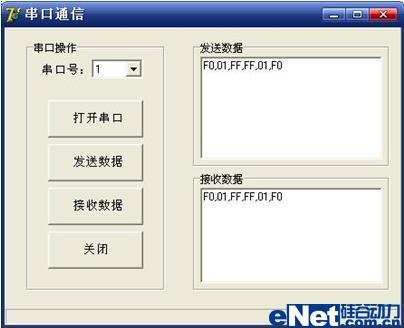 串口通信
串口操作
串口号: 1
打开串口
发送数据
接收数据
关闭
发送数据
F0,01,FF,FF,01,F0
接收数据
F0,01,FF,FF,01,F0
eNet硅谷动力
.com.cn